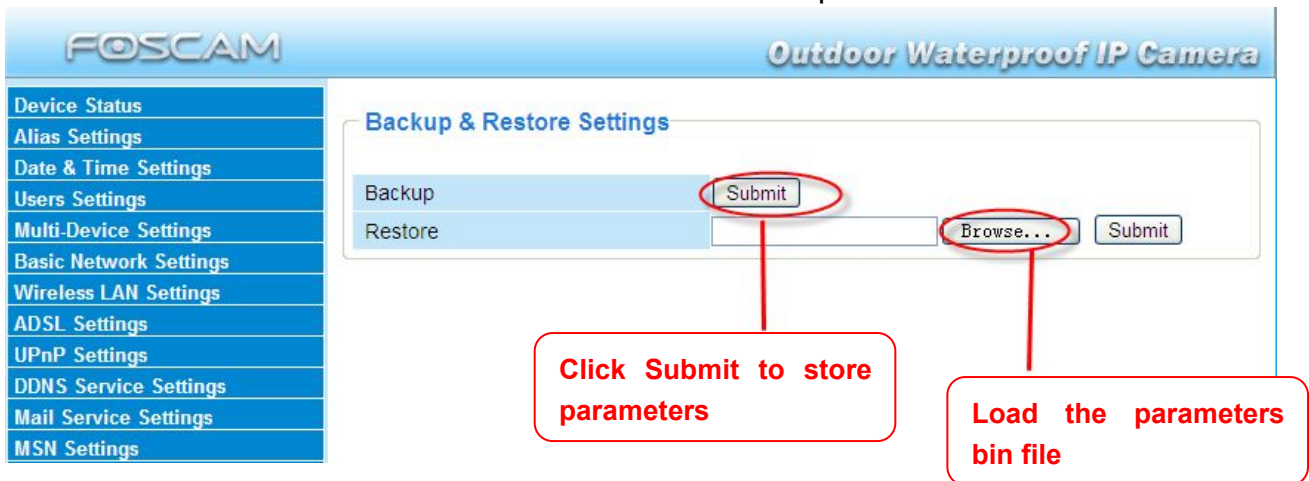 FOSCAM
Outdoor Waterproof IP Camera
Device Status
Alias Settings
Date & Time Settings
Users Settings
Multi-Device Settings
Basic Network Settings
Wireless LAN Settings
ADSL Settings
UPnP Settings
DDNS Service Settings
Mail Service Settings
MSN Settings
Backup & Restore Settings
Backup Submit
Restore Browse... Submit
Click Submit to store
parameters
Load the parameters
bin file